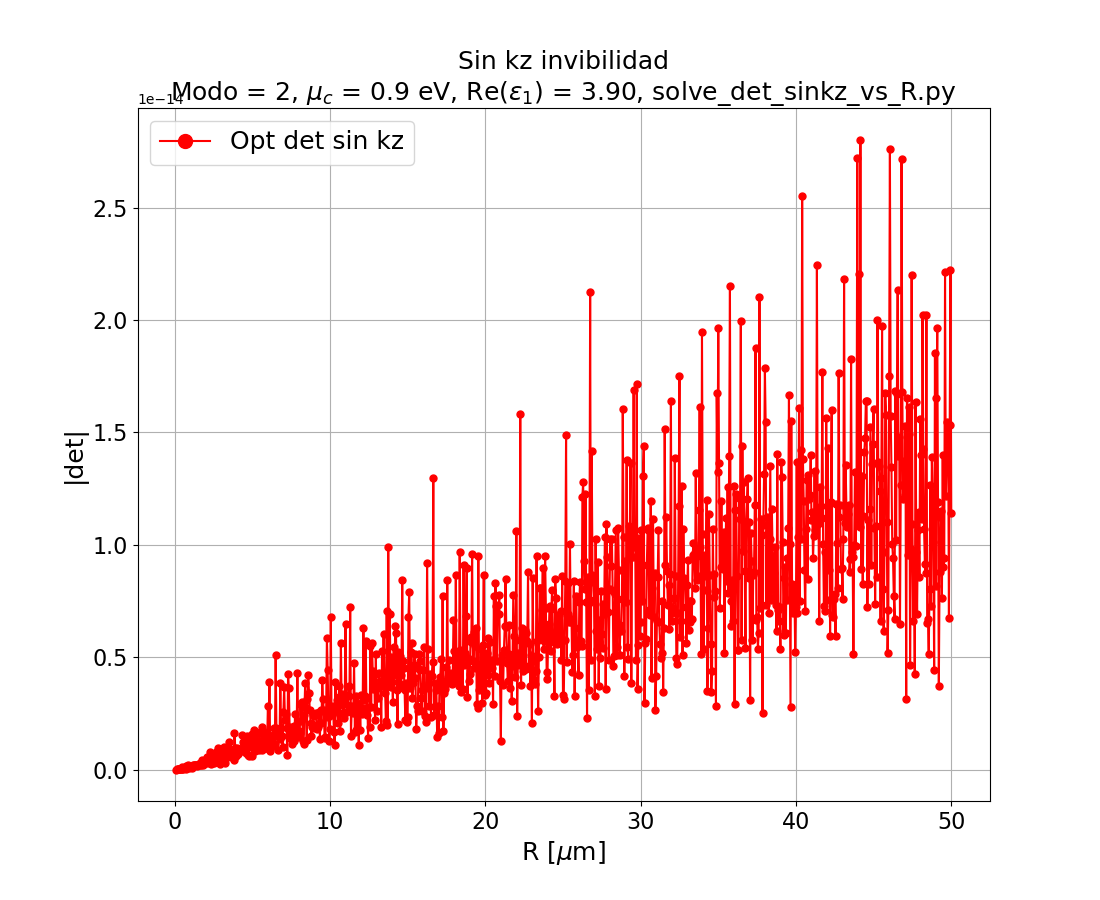 Sin kz invibilidad
Modo = 2, μc = 0.9 eV, Re(ε1) = 3.90, solve_det_sinkz_vs_R.py
1e−14
Opt det sin kz
2.5
2.0
1.5
1.0
0.5
0.0
|det|
0 10 20 30 40 50
R [μm]